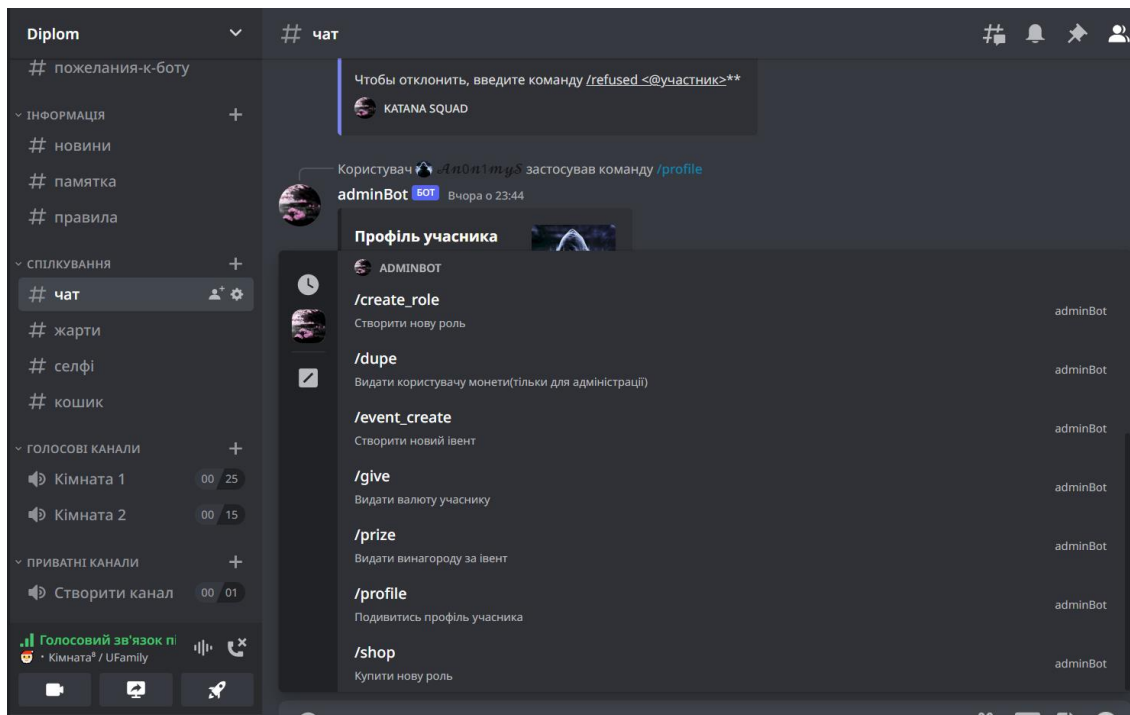 Diplom
# пожелания-к-боту
ІНФОРМАЦІЯ
# новини
# памятка
# правила
СПІЛКУВАННЯ
# чат
# жарти
# селфі
# кошик
ГОЛОСОВІ КАНАЛИ
Кімната 1 00 25
Кімната 2 00 15
ПРИВАТНІ КАНАЛИ
Створити канал 00 01
Голосовий зв'язок пі
Кімната⁸ / UFamily
# чат
Чтобы отклонить, введите команду /refused <@участник>**
KATANA SQUAD
Користувач 𝓐𝓷0𝓷1𝓶𝔂𝓢 застосував команду /profile
adminBot БОТ Вчора о 23:44
Профіль учасника
ADMINBOT
/create_role
Створити нову роль
adminBot
/dupe
Видати користувачу монети(тільки для адміністрації)
adminBot
/event_create
Створити новий івент
adminBot
/give
Видати валюту учаснику
adminBot
/prize
Видати винагороду за івент
adminBot
/profile
Подивитись профіль учасника
adminBot
/shop
Купити нову роль
adminBot